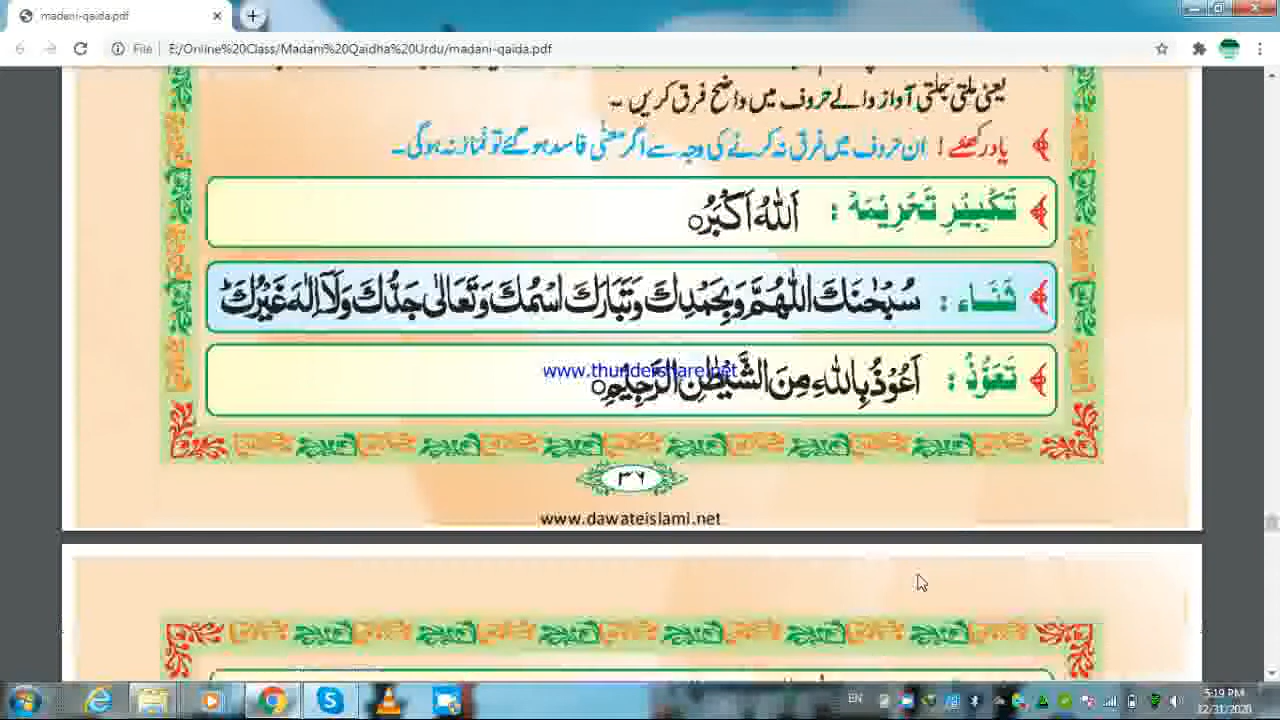 madani-qaida.pdf
File | E:/Online%20Class/Madani%20Qaidha%20Urdu/madani-qaida.pdf
یعنی ملتی جلتی آواز والے حروف میں واضح فرق کریں ۔
یاد رکھئے ! ان حروف میں فرق نہ کرنے کی وجہ سے اگر معنٰی فاسد ہو گئے تو نماز نہ ہوگی۔
تَکْبِیْرِ تَحْرِیْمَہ : اَللّٰهُ اَكْبَرُ
ثَنَاء : سُبْحٰنَكَ اللّٰهُمَّ وَبِحَمْدِكَ وَتَبَارَكَ اسْمُكَ وَتَعَالٰى جَدُّكَ وَلَآ اِلٰهَ غَيْرُكَ ؕ
تَعَوُّذْ : اَعُوْذُ بِاللّٰهِ مِنَ الشَّيْطٰنِ الرَّجِيْمِ
www.thundershare.net
٣٦
www.dawateislami.net
EN
5:19 PM
12/31/2020